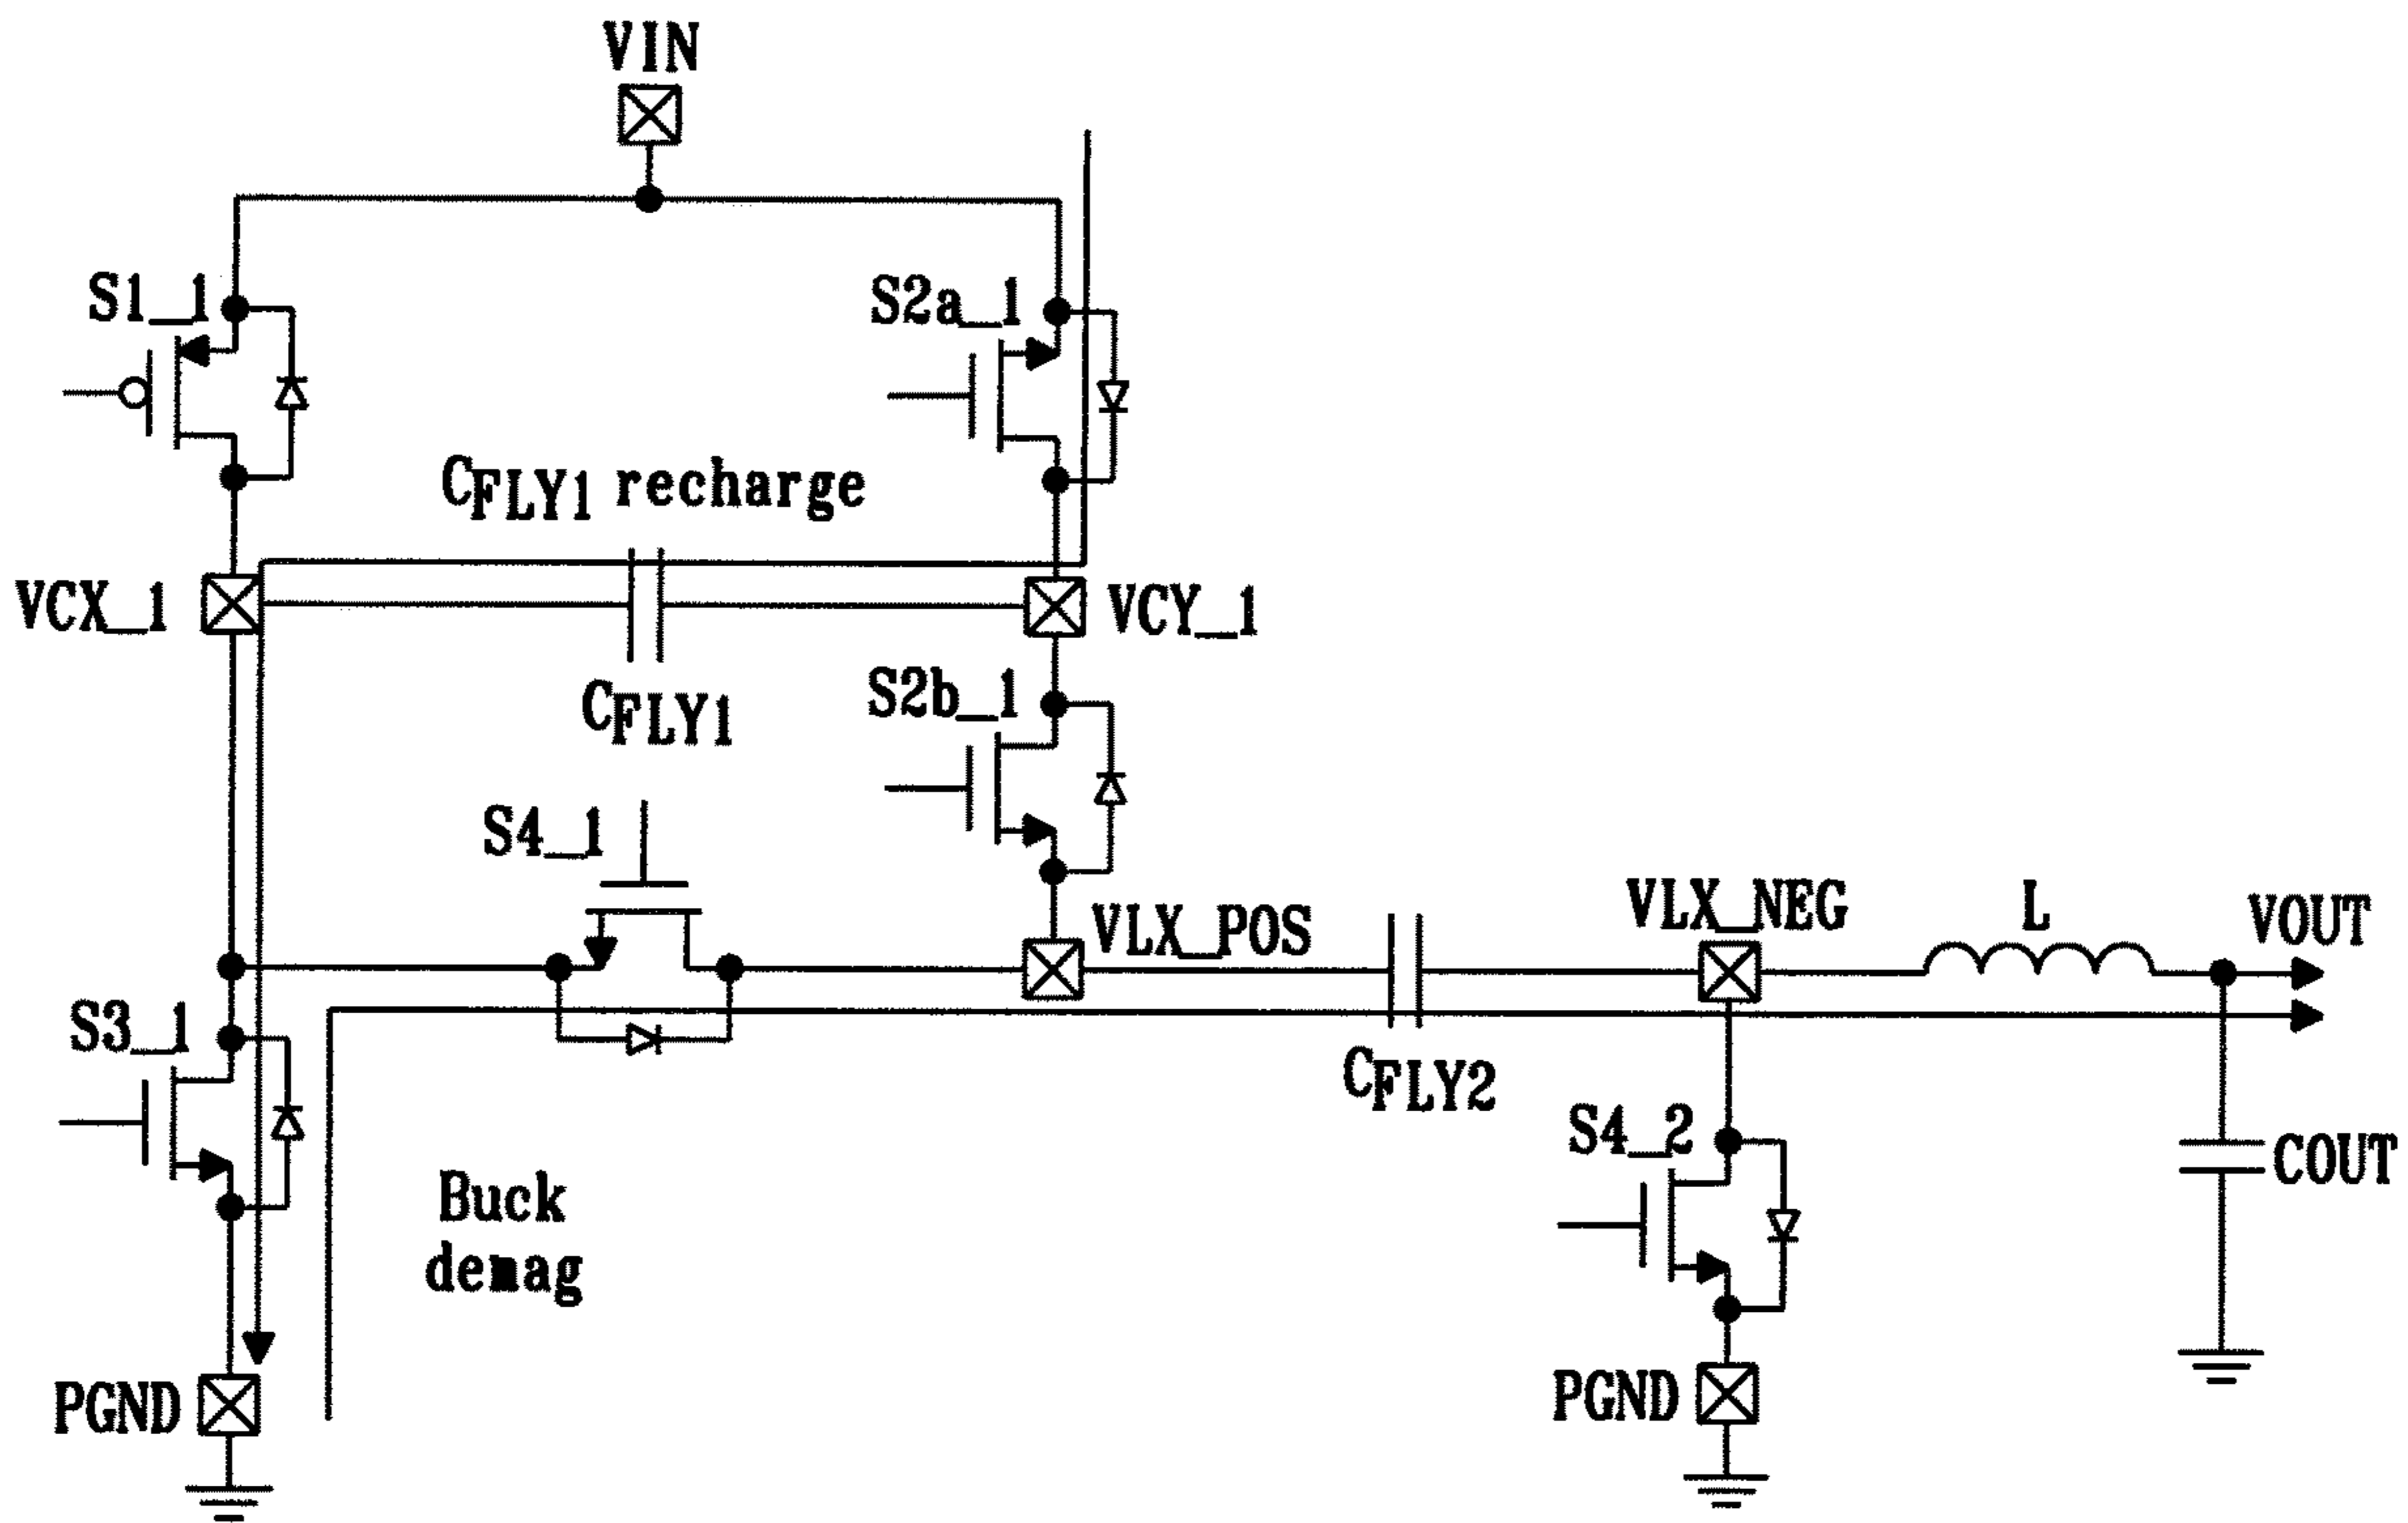 VIN
S1_1
S2a_1
CFLY1 recharge
VCX_1
VCY_1
CFLY1
S2b_1
S4_1
VLX_POS
VLX_NEG
L
VOUT
S3_1
CFLY2
S4_2
COUT
Buck
demag
PGND
PGND